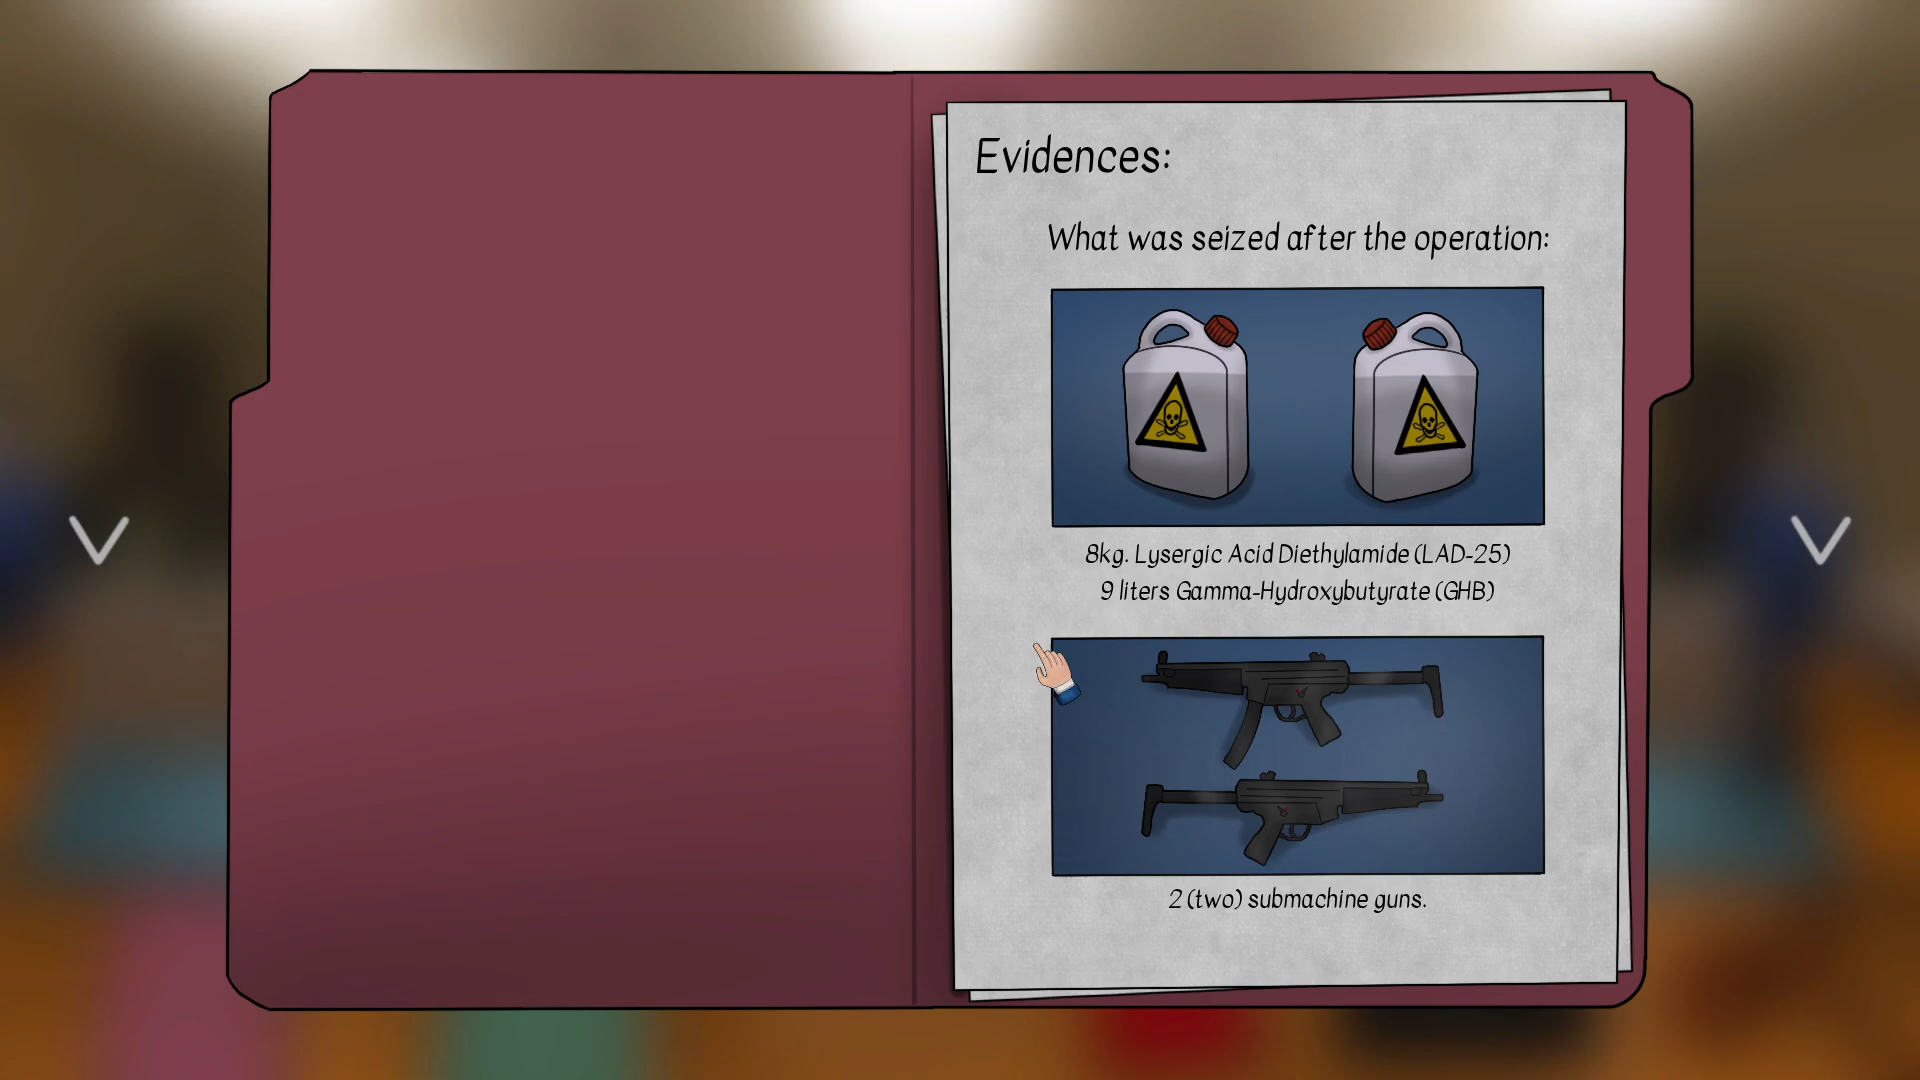 Evidences:
What was seized after the operation:
8kg. Lysergic Acid Diethylamide (LAD-25)
9 liters Gamma-Hydroxybutyrate (GHB)
2 (two) submachine guns.